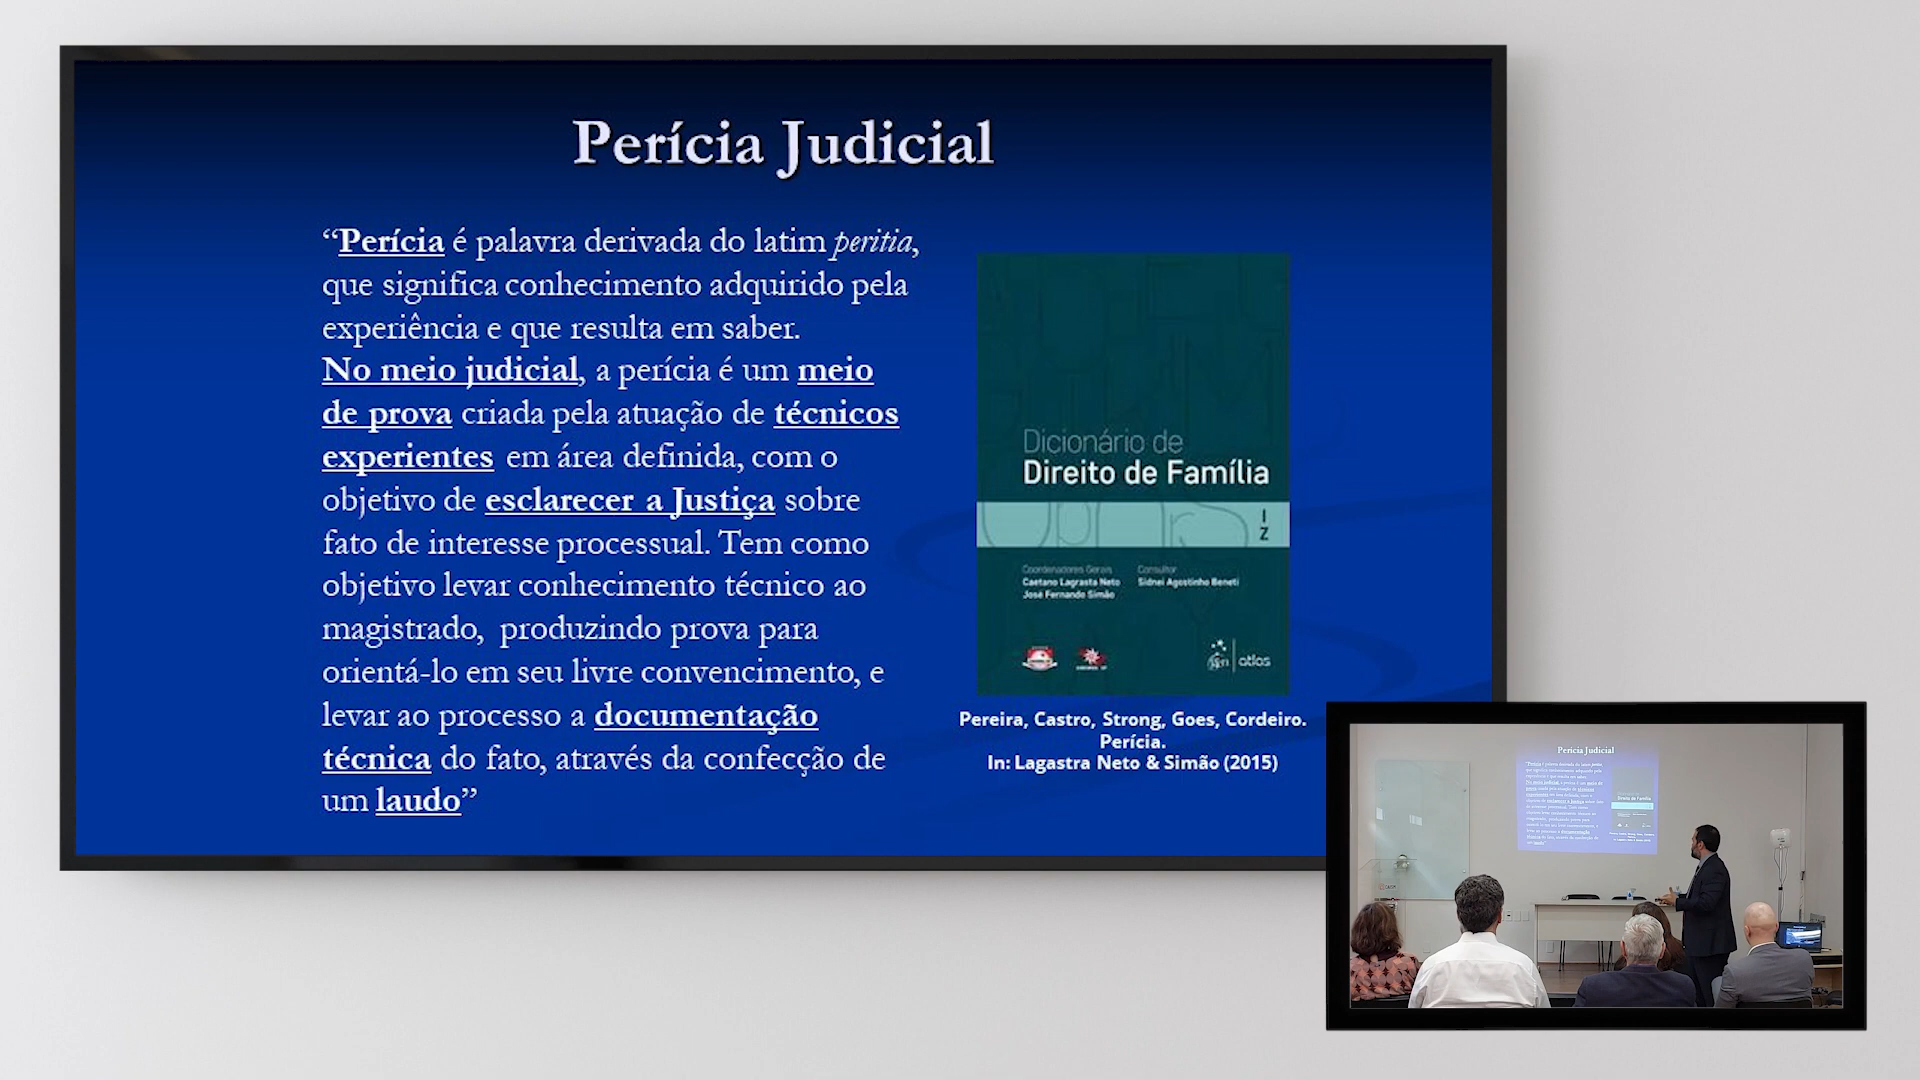 Perícia Judicial
“Perícia é palavra derivada do latim peritia,
que significa conhecimento adquirido pela
experiência e que resulta em saber.
No meio judicial, a perícia é um meio
de prova criada pela atuação de técnicos
experientes em área definida, com o
objetivo de esclarecer a Justiça sobre
fato de interesse processual. Tem como
objetivo levar conhecimento técnico ao
magistrado, produzindo prova para
orientá-lo em seu livre convencimento, e
levar ao processo a documentação
técnica do fato, através da confecção de
um laudo”
Dicionário de
Direito de Família
I
Z
Coordenadores Gerais
Caetano Lagrasta Neto
José Fernando Simão
Consultor
Sidnei Agostinho Beneti
atlas
Pereira, Castro, Strong, Goes, Cordeiro.
Perícia.
In: Lagastra Neto & Simão (2015)
Perícia Judicial
Direito de Família